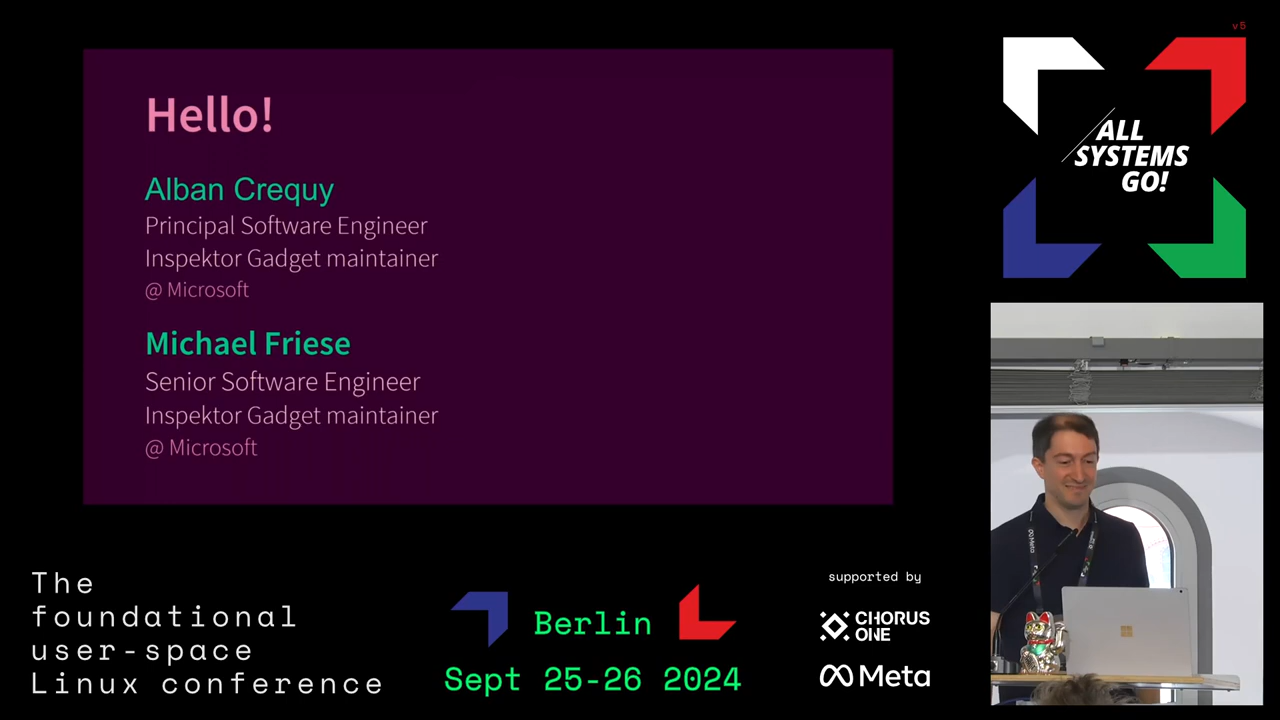 v5
Hello!
Alban Crequy
Principal Software Engineer
Inspektor Gadget maintainer
@ Microsoft
Michael Friese
Senior Software Engineer
Inspektor Gadget maintainer
@ Microsoft
ALL
SYSTEMS
GO!
The
foundational
user-space
Linux conference
Berlin
Sept 25-26 2024
supported by
CHORUS
ONE
Meta
Meta